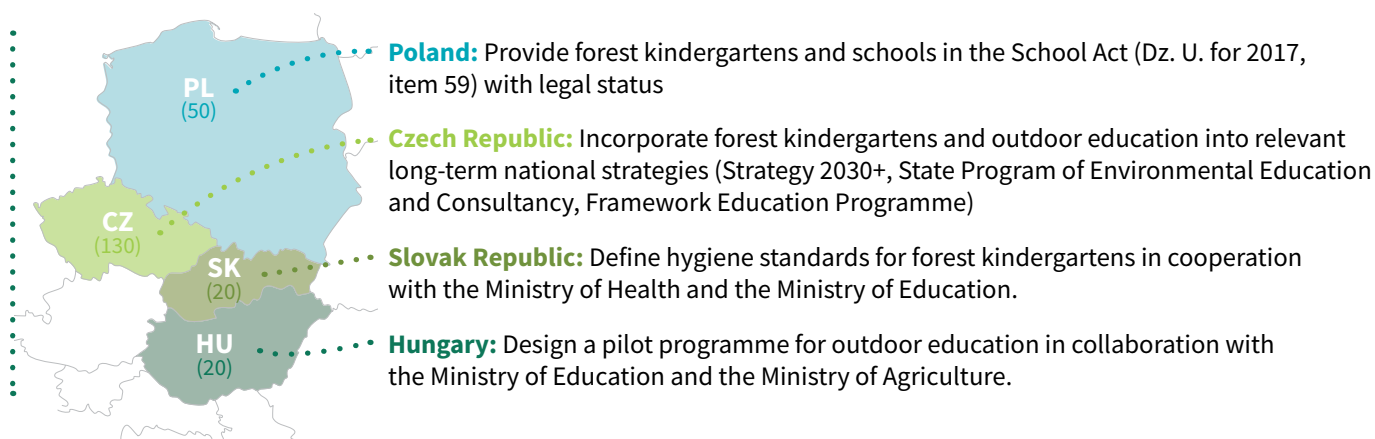 PL
(50)
CZ
(130)
SK
(20)
HU
(20)
Poland: Provide forest kindergartens and schools in the School Act (Dz. U. for 2017,
item 59) with legal status
Czech Republic: Incorporate forest kindergartens and outdoor education into relevant
long-term national strategies (Strategy 2030+, State Program of Environmental Education
and Consultancy, Framework Education Programme)
Slovak Republic: Define hygiene standards for forest kindergartens in cooperation
with the Ministry of Health and the Ministry of Education.
Hungary: Design a pilot programme for outdoor education in collaboration with
the Ministry of Education and the Ministry of Agriculture.